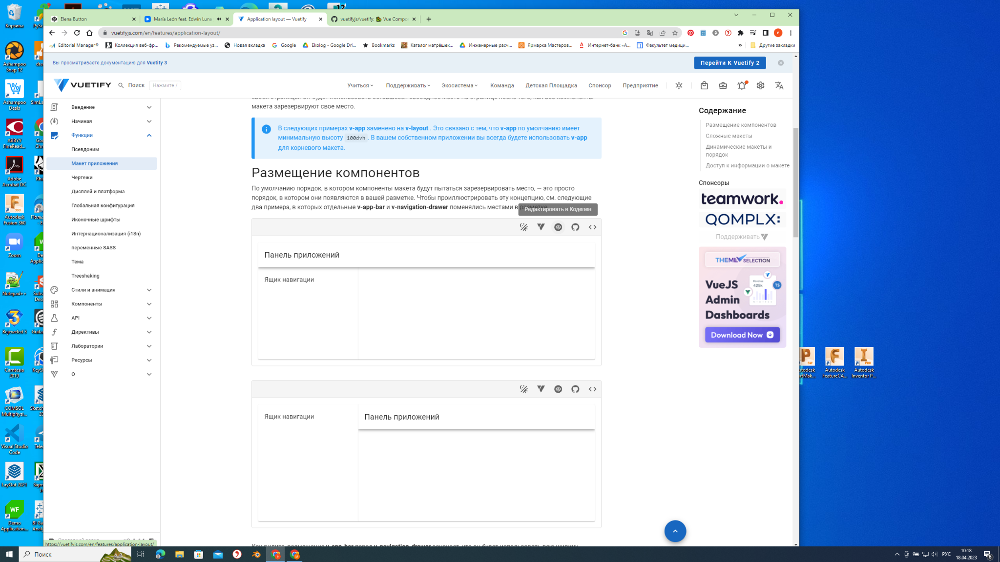 Корзина
Ashampoo Snap 12
Ashampoo Deals
ABBYY FineRead...
Adobe Acrobat DC
Autodesk Fusion 360
Zoom
Notepad++
Bejeweled 3
Camtasia 2019
COMSOL Multiphysi...
Visual Studio Code
LayOut 2021
Demo Application...
Elena Button
María León feat. Edwin Luna
Application layout — Vuetify
vuetifyjs/vuetify: 🐉 Vue Compo
vuetifyjs.com/en/features/application-layout/
Editorial Manager®
Коллекция веб-фр...
Рекомендуемые уз...
Новая вкладка
Google
Ekolog - Google Dri...
Bookmarks
Каталог матрёшек...
Инженерные расч...
Ярмарка Мастеров...
Интернет-банк «А...
Факультет медици...
»
Другие закладки
Вы просматриваете документацию для Vuetify 3
Перейти К Vuetify 2
VUETIFY
Поиск
Нажмите /
Учиться
Поддерживать
Экосистема
Команда
Детская Площадка
Спонсор
Предприятие
Введение
Начиная
Функции
Псевдоним
Макет приложения
Чертежи
Дисплей и платформа
Глобальная конфигурация
Иконочные шрифты
Интернационализация (i18n)
переменные SASS
Тема
Treeshaking
Стили и анимация
Компоненты
API
Директивы
Лаборатории
Ресурсы
О
https://vuetifyjs.com/en/features/application-layout/
макета зарезервируют свое место.
В следующих примерах v-app заменено на v-layout . Это связано с тем, что v-app по умолчанию имеет
минимальную высоту 100dvh . В вашем собственном приложении вы всегда будете использовать v-app
для корневого макета.
Размещение компонентов
По умолчанию порядок, в котором компоненты макета будут пытаться зарезервировать место, — это просто
порядок, в котором они появляются в вашей разметке. Чтобы проиллюстрировать эту концепцию, см. следующие
два примера, в которых отдельные v-app-bar и v-navigation-drawer поменялись местами в разметке.
Редактировать в Кодепен
Панель приложений
Ящик навигации
Ящик навигации
Панель приложений
Как видите, размещение v-app-bar перед v-navigation-drawer означает, что он будет использовать всю ширину
Содержание
Размещение компонентов
Сложные макеты
Динамические макеты и
порядок
Доступ к информации о макете
Спонсоры
teamwork.
QOMPLX:
Поддерживать
THEME SELECTION
VueJS
Admin
Dashboards
Revenue
425k
TS
Download Now
Autodesk FeatureCA...
Autodesk Inventor P...
Поиск
РУС
10:18
18.04.2023
6